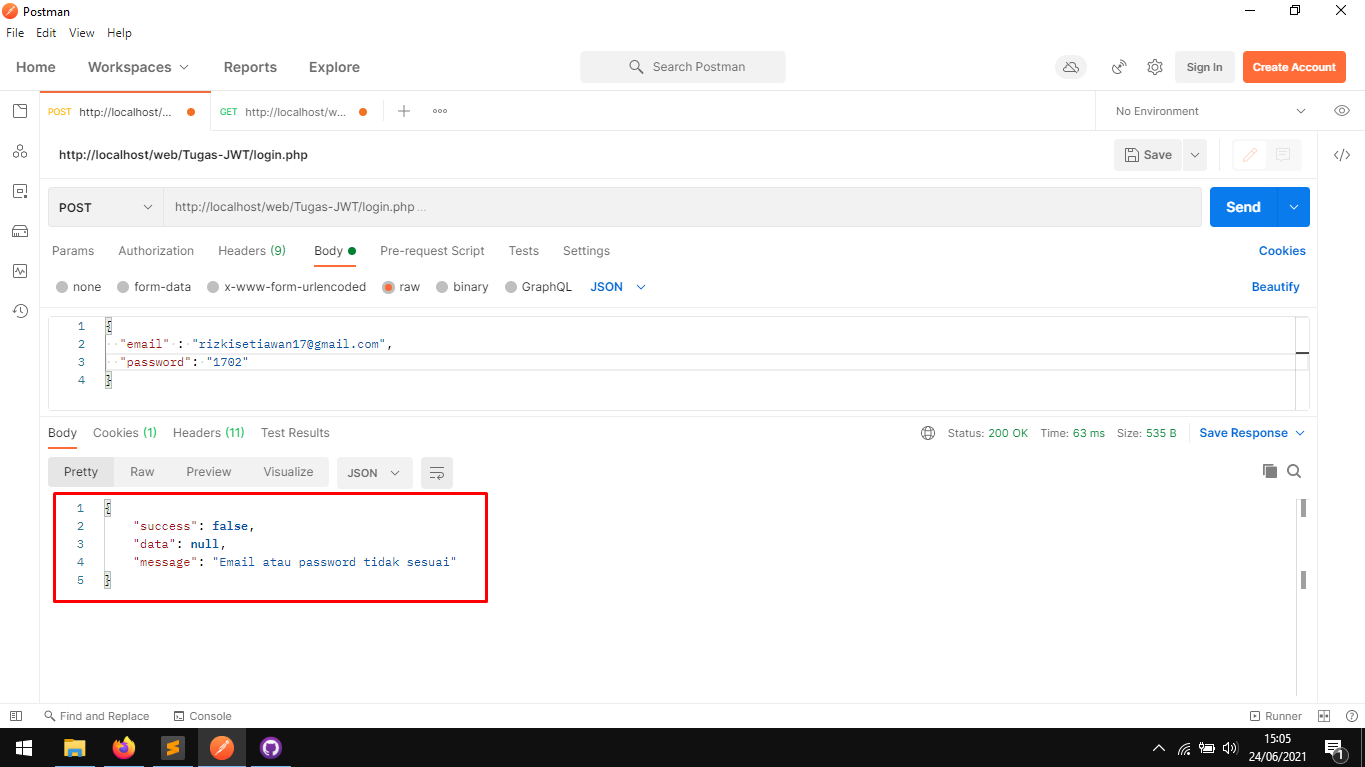 Postman
File Edit View Help
Home Workspaces Reports Explore Search Postman Sign In Create Account
POST http://localhost/... GET http://localhost/w... No Environment
http://localhost/web/Tugas-JWT/login.php Save
POST http://localhost/web/Tugas-JWT/login.php ... Send
Params Authorization Headers (9) Body Pre-request Script Tests Settings Cookies
none form-data x-www-form-urlencoded raw binary GraphQL JSON Beautify
1 {
2 "email" : "rizkisetiawan17@gmail.com",
3 "password": "1702"
4 }
Body Cookies (1) Headers (11) Test Results Status: 200 OK Time: 63 ms Size: 535 B Save Response
Pretty Raw Preview Visualize JSON
1 {
2 "success": false,
3 "data": null,
4 "message": "Email atau password tidak sesuai"
5 }
Find and Replace Console Runner
15:05
24/06/2021
1